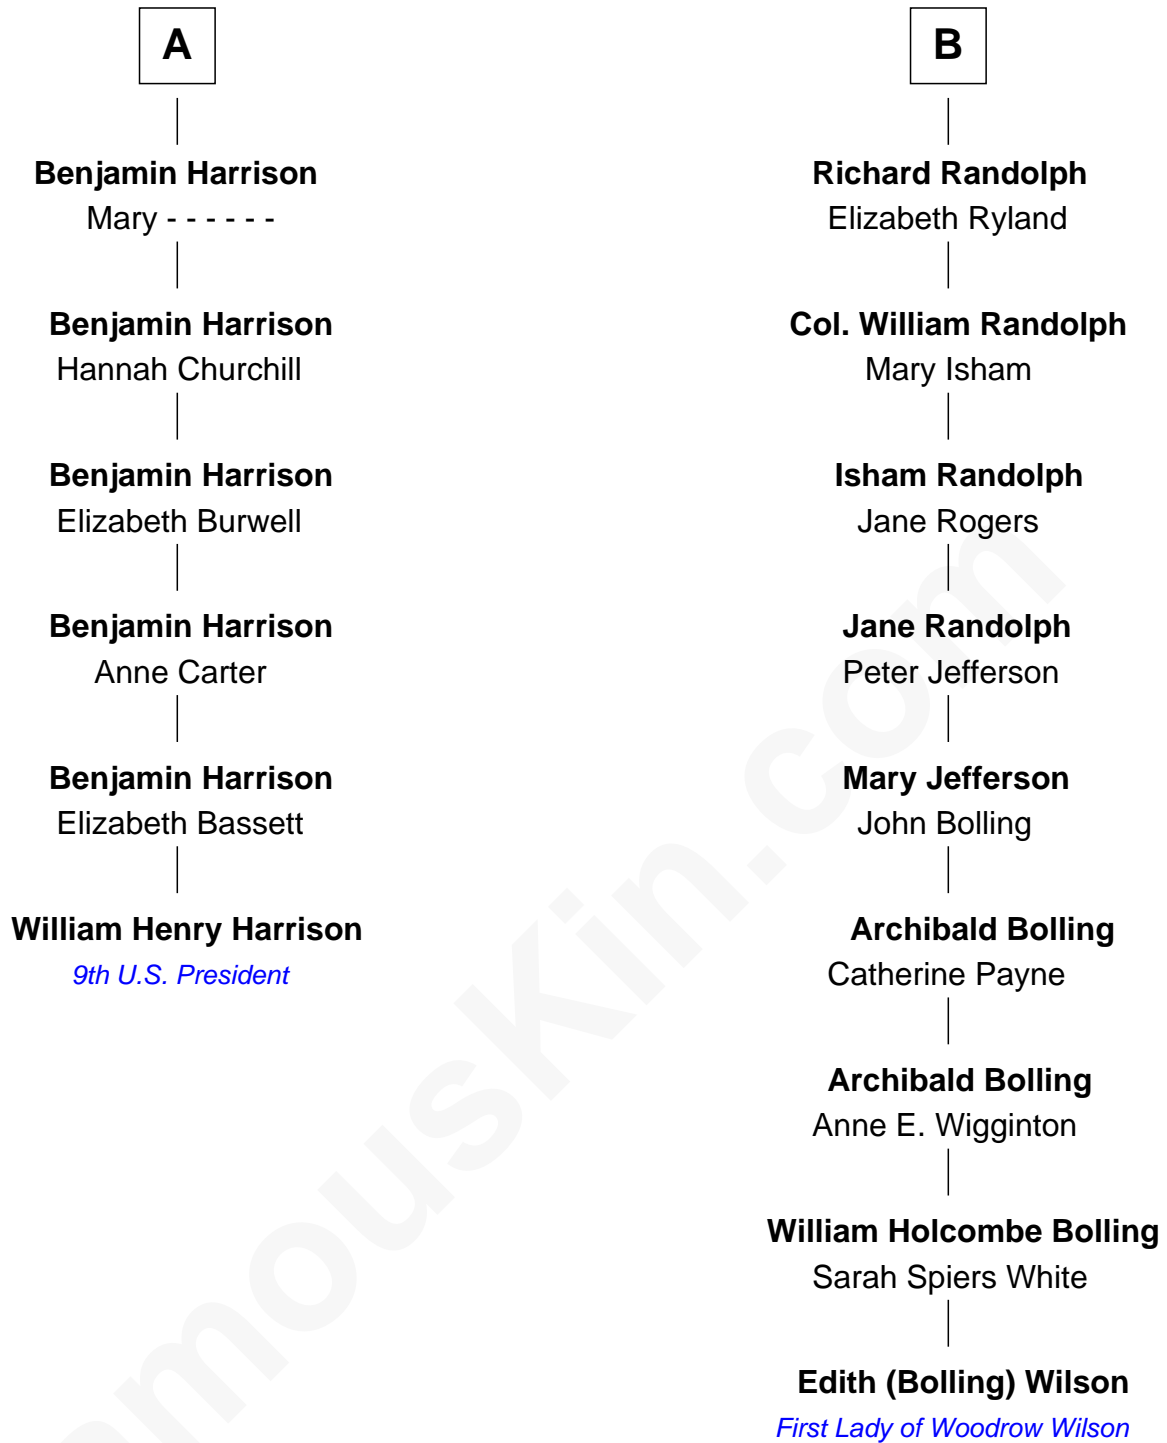 A
Benjamin Harrison
Mary - - - - - -
Benjamin Harrison
Hannah Churchill
Benjamin Harrison
Elizabeth Burwell
Benjamin Harrison
Anne Carter
Benjamin Harrison
Elizabeth Bassett
William Henry Harrison
9th U.S. President
B
Richard Randolph
Elizabeth Ryland
Col. William Randolph
Mary Isham
Isham Randolph
Jane Rogers
Jane Randolph
Peter Jefferson
Mary Jefferson
John Bolling
Archibald Bolling
Catherine Payne
Archibald Bolling
Anne E. Wigginton
William Holcombe Bolling
Sarah Spiers White
Edith (Bolling) Wilson
First Lady of Woodrow Wilson
amouskin.com